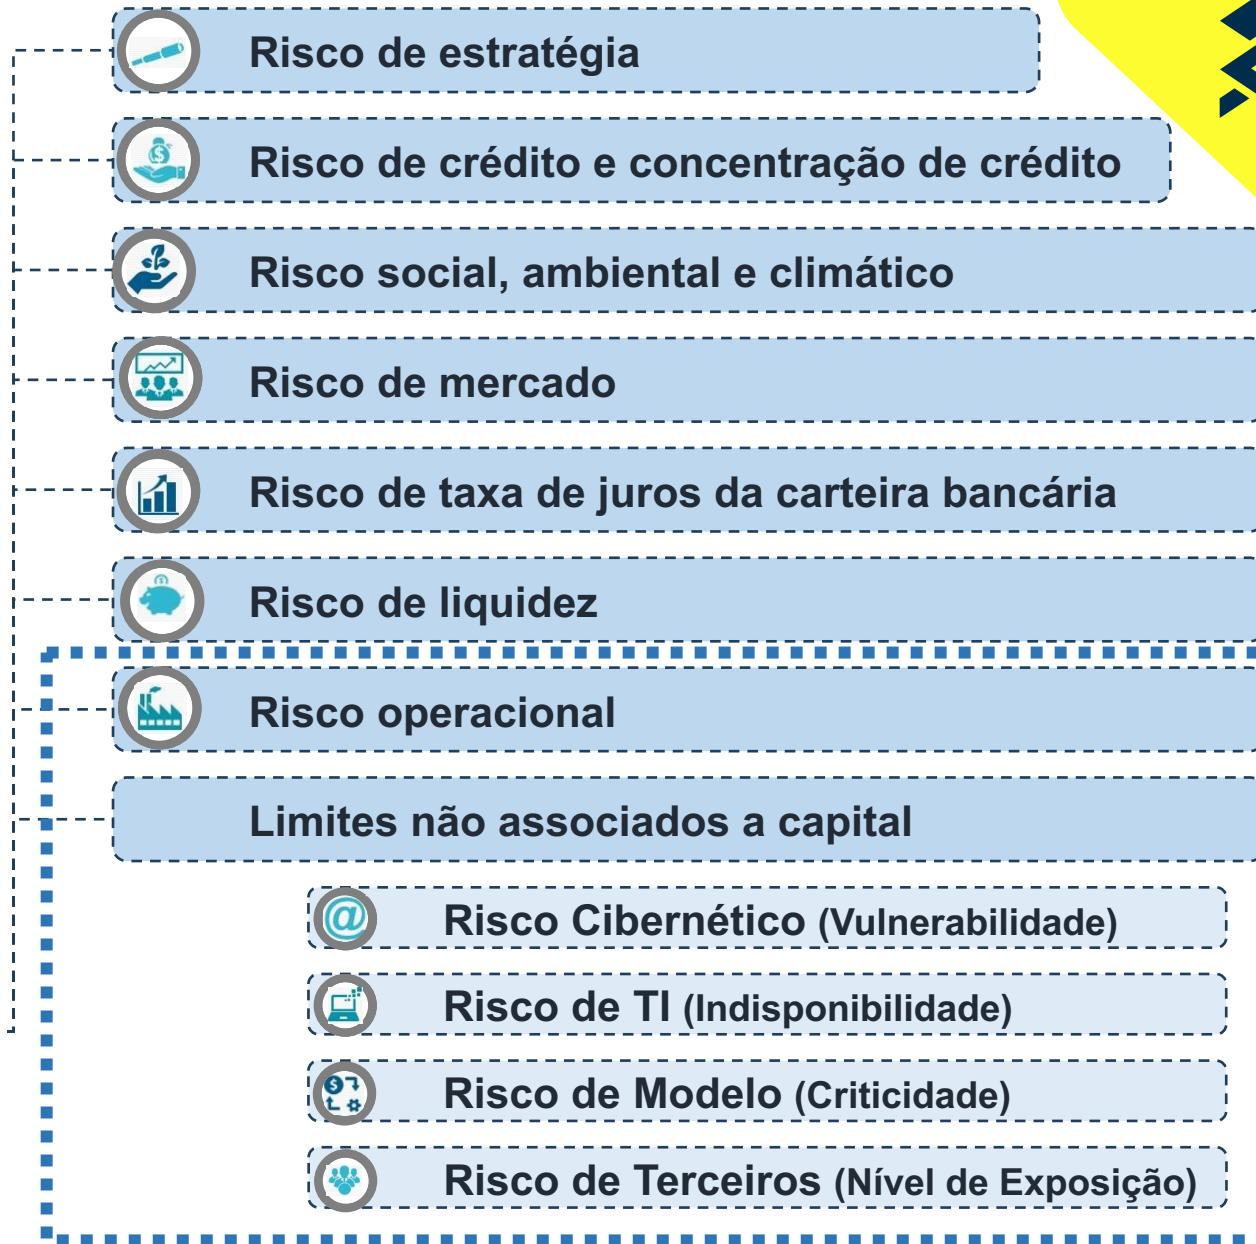 Risco de estratégia
Risco de crédito e concentração de crédito
Risco social, ambiental e climático
Risco de mercado
Risco de taxa de juros da carteira bancária
Risco de liquidez
Risco operacional
Limites não associados a capital
Risco Cibernético (Vulnerabilidade)
Risco de TI (Indisponibilidade)
Risco de Modelo (Criticidade)
Risco de Terceiros (Nível de Exposição)